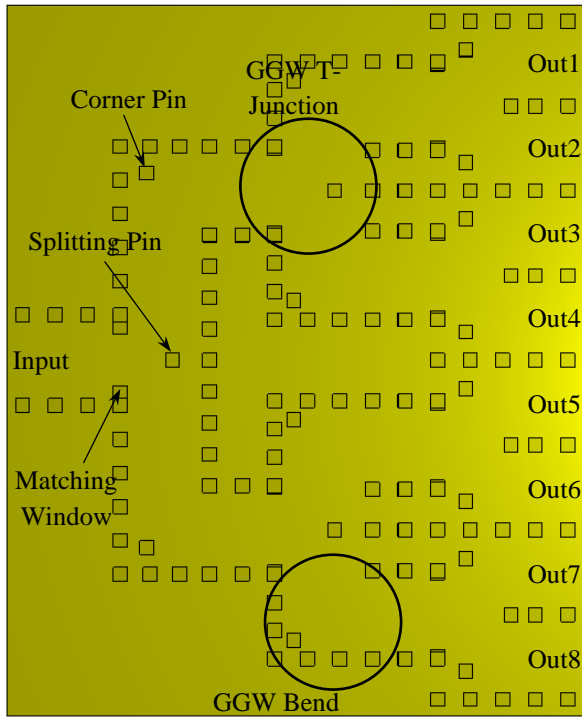 GGW T-
Junction
Out1
Corner Pin
Out2
Splitting Pin
Out3
Out4
Input
Out5
Matching
Window
Out6
Out7
Out8
GGW Bend